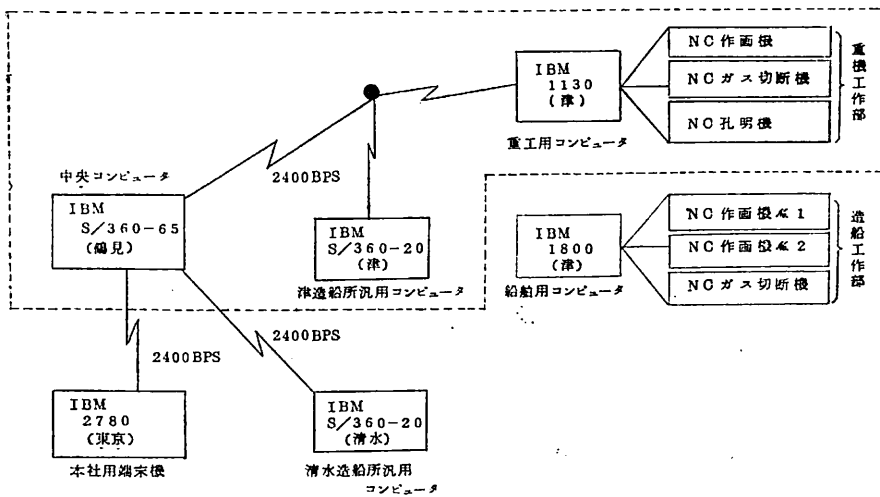 NC作画機
NCガス切断機
NC孔明機
重機工作部
IBM
1130
(津)
重工用コンピュータ
2400BPS
中央コンピュータ
IBM
S/360-65
(鶴見)
IBM
S/360-20
(津)
津造船所汎用コンピュータ
IBM
1800
(津)
船舶用コンピュータ
NC作画機№1
NC作画機№2
NCガス切断機
造船工作部
2400BPS
2400BPS
IBM
2780
(東京)
本社用端末機
IBM
S/360-20
(清水)
清水造船所汎用
コンピュータ